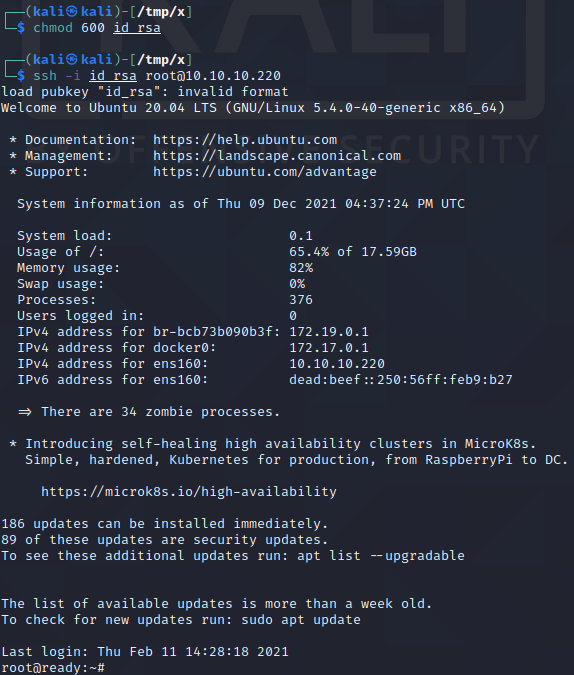 ┌──(kali㉿kali)-[/tmp/x]
└─$ chmod 600 id_rsa
┌──(kali㉿kali)-[/tmp/x]
└─$ ssh -i id_rsa root@10.10.10.220
load pubkey "id_rsa": invalid format
Welcome to Ubuntu 20.04 LTS (GNU/Linux 5.4.0-40-generic x86_64)
* Documentation: https://help.ubuntu.com
* Management: https://landscape.canonical.com
* Support: https://ubuntu.com/advantage
System information as of Thu 09 Dec 2021 04:37:24 PM UTC
System load: 0.1
Usage of /: 65.4% of 17.59GB
Memory usage: 82%
Swap usage: 0%
Processes: 376
Users logged in: 0
IPv4 address for br-bcb73b090b3f: 172.19.0.1
IPv4 address for docker0: 172.17.0.1
IPv4 address for ens160: 10.10.10.220
IPv6 address for ens160: dead:beef::250:56ff:feb9:b27
=> There are 34 zombie processes.
* Introducing self-healing high availability clusters in MicroK8s.
Simple, hardened, Kubernetes for production, from RaspberryPi to DC.
https://microk8s.io/high-availability
186 updates can be installed immediately.
89 of these updates are security updates.
To see these additional updates run: apt list --upgradable
The list of available updates is more than a week old.
To check for new updates run: sudo apt update
Last login: Thu Feb 11 14:28:18 2021
root@ready:~#